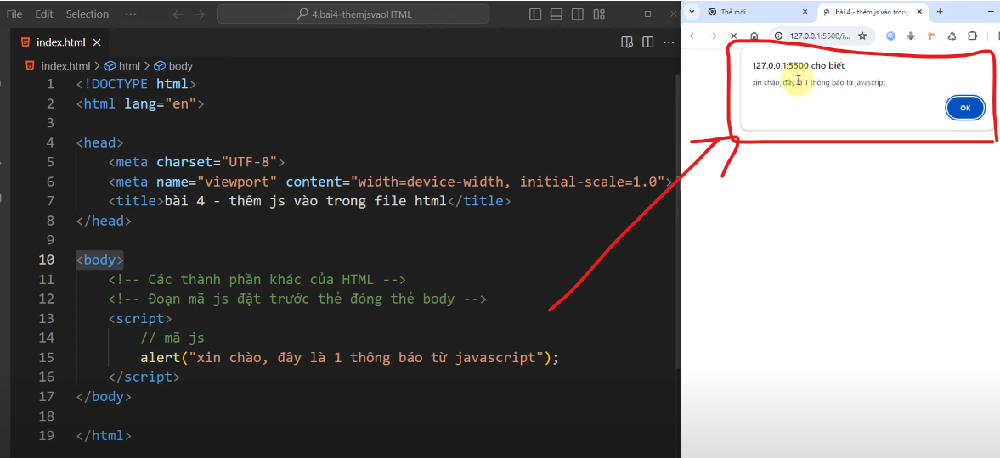 File Edit Selection ···
4.bai4-themjsvaoHTML
index.html
index.html > html > body
1 <!DOCTYPE html>
2 <html lang="en">
3
4 <head>
5 <meta charset="UTF-8">
6 <meta name="viewport" content="width=device-width, initial-scale=1.0">
7 <title>bài 4 - thêm js vào trong file html</title>
8 </head>
9
10 <body>
11 <!-- Các thành phần khác của HTML -->
12 <!-- Đoạn mã js đặt trước thẻ đóng thẻ body -->
13 <script>
14 // mã js
15 alert("xin chào, đây là 1 thông báo từ javascript");
16 </script>
17 </body>
18
19 </html>
Thẻ mới
bài 4 - thêm js vào trong
127.0.0.1:5500/i...
127.0.0.1:5500 cho biết
xin chào, đây là 1 thông báo từ javascript
OK